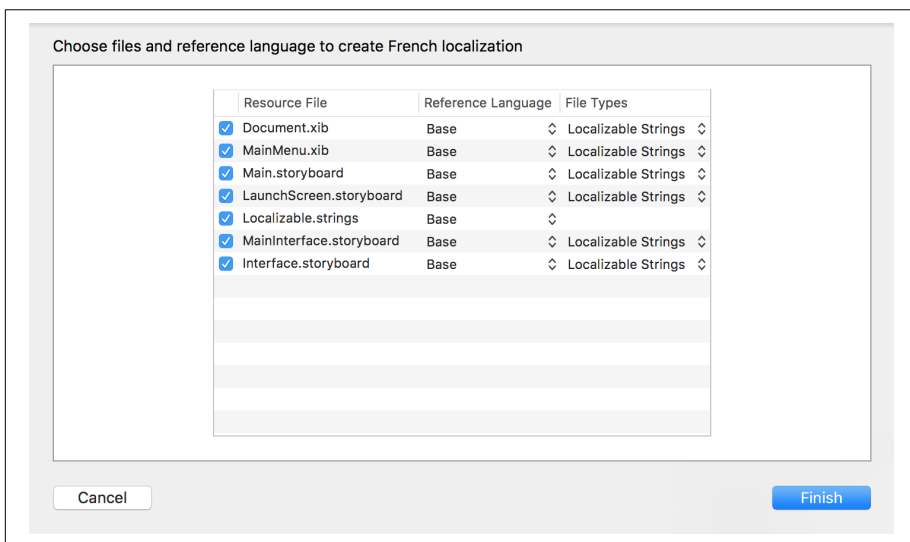 Choose files and reference language to create French localization
Resource File Reference Language File Types
Document.xib Base Localizable Strings
MainMenu.xib Base Localizable Strings
Main.storyboard Base Localizable Strings
LaunchScreen.storyboard Base Localizable Strings
Localizable.strings Base
MainInterface.storyboard Base Localizable Strings
Interface.storyboard Base Localizable Strings
Cancel Finish